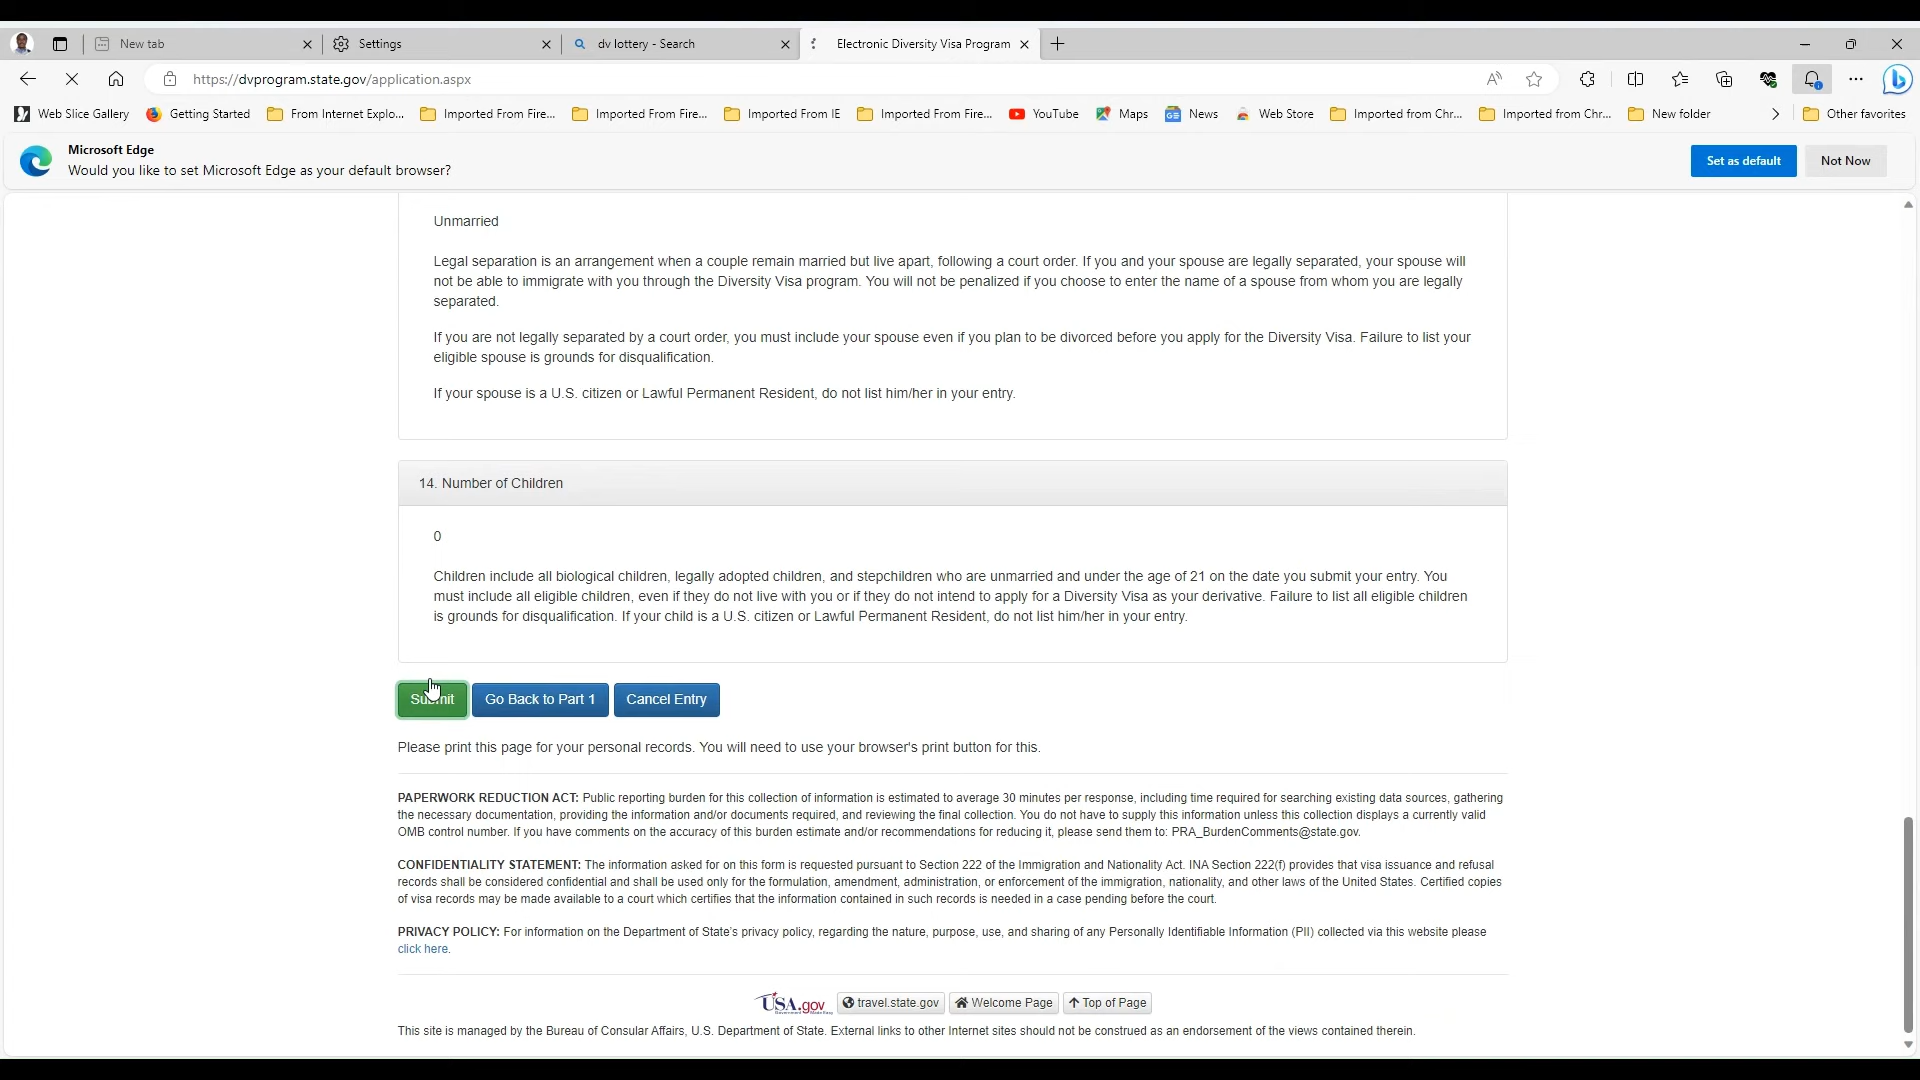 New tab
Settings
dv lottery - Search
Electronic Diversity Visa Program
https://dvprogram.state.gov/application.aspx
Web Slice Gallery
Getting Started
From Internet Explo...
Imported From Fire...
Imported From Fire...
Imported From IE
Imported From Fire...
YouTube
Maps
News
Web Store
Imported from Chr...
Imported from Chr...
New folder
Other favorites
Microsoft Edge
Would you like to set Microsoft Edge as your default browser?
Set as default
Not Now
Unmarried
Legal separation is an arrangement when a couple remain married but live apart, following a court order. If you and your spouse are legally separated, your spouse will
not be able to immigrate with you through the Diversity Visa program. You will not be penalized if you choose to enter the name of a spouse from whom you are legally
separated.
If you are not legally separated by a court order, you must include your spouse even if you plan to be divorced before you apply for the Diversity Visa. Failure to list your
eligible spouse is grounds for disqualification.
If your spouse is a U.S. citizen or Lawful Permanent Resident, do not list him/her in your entry.
14. Number of Children
0
Children include all biological children, legally adopted children, and stepchildren who are unmarried and under the age of 21 on the date you submit your entry. You
must include all eligible children, even if they do not live with you or if they do not intend to apply for a Diversity Visa as your derivative. Failure to list all eligible children
is grounds for disqualification. If your child is a U.S. citizen or Lawful Permanent Resident, do not list him/her in your entry.
Submit
Go Back to Part 1
Cancel Entry
Please print this page for your personal records. You will need to use your browser's print button for this.
PAPERWORK REDUCTION ACT: Public reporting burden for this collection of information is estimated to average 30 minutes per response, including time required for searching existing data sources, gathering
the necessary documentation, providing the information and/or documents required, and reviewing the final collection. You do not have to supply this information unless this collection displays a currently valid
OMB control number. If you have comments on the accuracy of this burden estimate and/or recommendations for reducing it, please send them to: PRA_BurdenComments@state.gov.
CONFIDENTIALITY STATEMENT: The information asked for on this form is requested pursuant to Section 222 of the Immigration and Nationality Act. INA Section 222(f) provides that visa issuance and refusal
records shall be considered confidential and shall be used only for the formulation, amendment, administration, or enforcement of the immigration, nationality, and other laws of the United States. Certified copies
of visa records may be made available to a court which certifies that the information contained in such records is needed in a case pending before the court.
PRIVACY POLICY: For information on the Department of State's privacy policy, regarding the nature, purpose, use, and sharing of any Personally Identifiable Information (PII) collected via this website please
click here.
USA.gov
travel.state.gov
Welcome Page
Top of Page
This site is managed by the Bureau of Consular Affairs, U.S. Department of State. External links to other Internet sites should not be construed as an endorsement of the views contained therein.